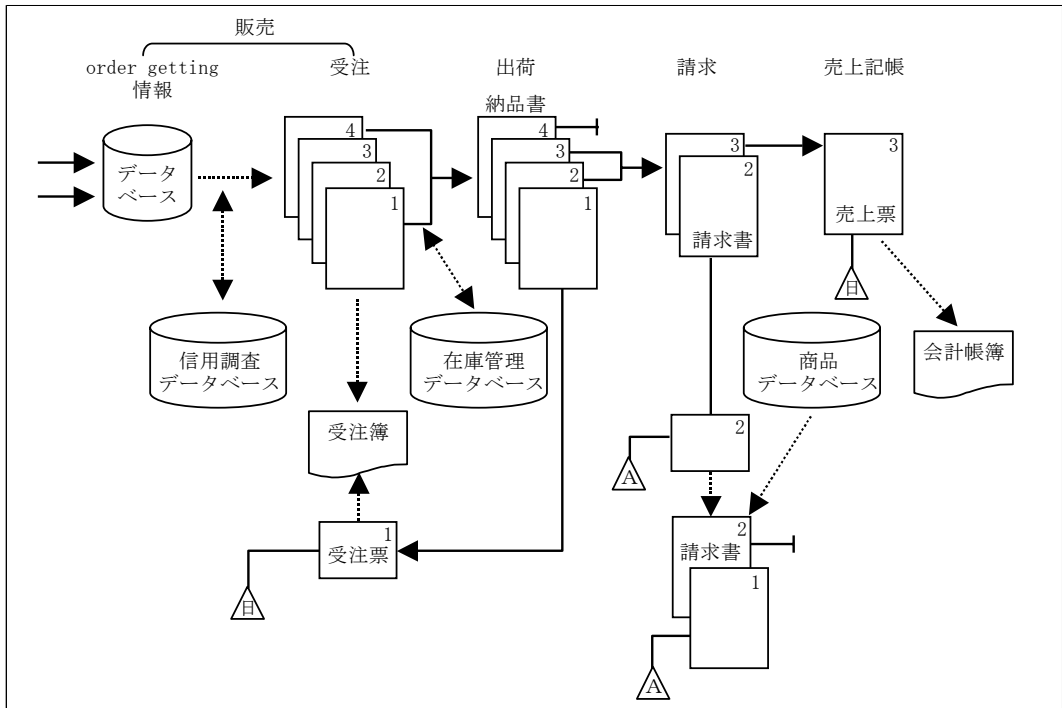 販売
order getting
情報
受注
出荷
請求
売上記帳
納品書
データ
ベース
4
3
2
1
4
3
2
1
3
2
請求書
3
売上票
日
信用調査
データベース
在庫管理
データベース
商品
データベース
会計帳簿
受注簿
2
A
1
受注票
2
請求書
1
日
A